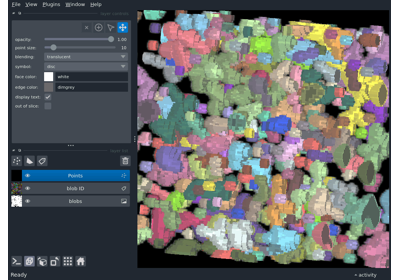 File View Plugins Window Help
opacity: 1.00
point size: 10
blending: translucent
symbol: disc
face color: white
edge color: dimgrey
display text:
out of slice:
Points
blob ID
blobs
Ready
activity